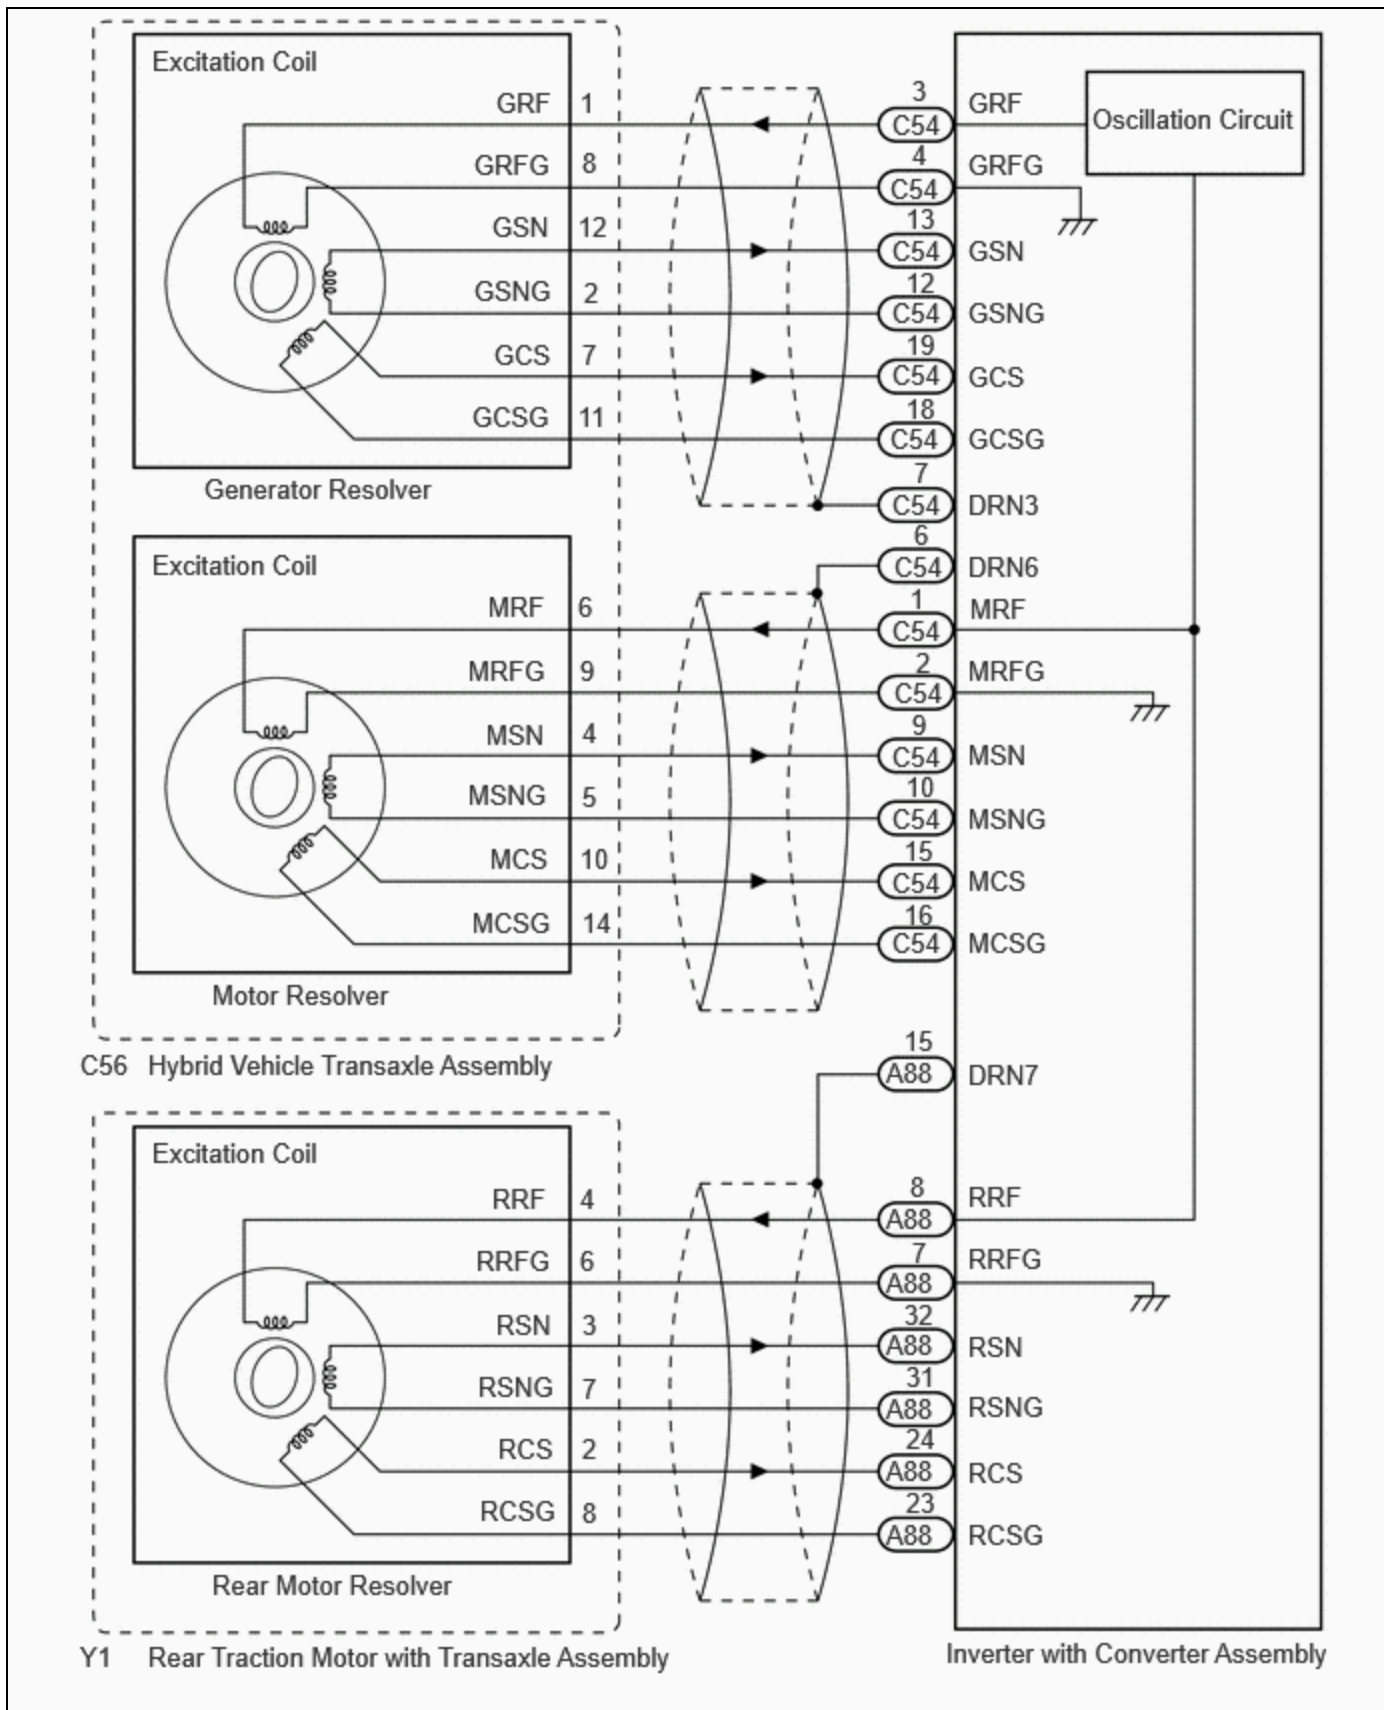 Excitation Coil
GRF 1
3
C54
GRF
Oscillation Circuit
GRFG 8
4
C54
GRFG
GSN 12
13
C54
GSN
GSNG 2
12
C54
GSNG
GCS 7
19
C54
GCS
GCSG 11
18
C54
GCSG
7
C54
DRN3
Generator Resolver
6
C54
DRN6
Excitation Coil
MRF 6
1
C54
MRF
MRFG 9
2
C54
MRFG
MSN 4
9
C54
MSN
MSNG 5
10
C54
MSNG
MCS 10
15
C54
MCS
MCSG 14
16
C54
MCSG
Motor Resolver
C56 Hybrid Vehicle Transaxle Assembly
15
A88
DRN7
Excitation Coil
RRF 4
8
A88
RRF
RRFG 6
7
A88
RRFG
RSN 3
32
A88
RSN
RSNG 7
31
A88
RSNG
RCS 2
24
A88
RCS
RCSG 8
23
A88
RCSG
Rear Motor Resolver
Y1 Rear Traction Motor with Transaxle Assembly
Inverter with Converter Assembly